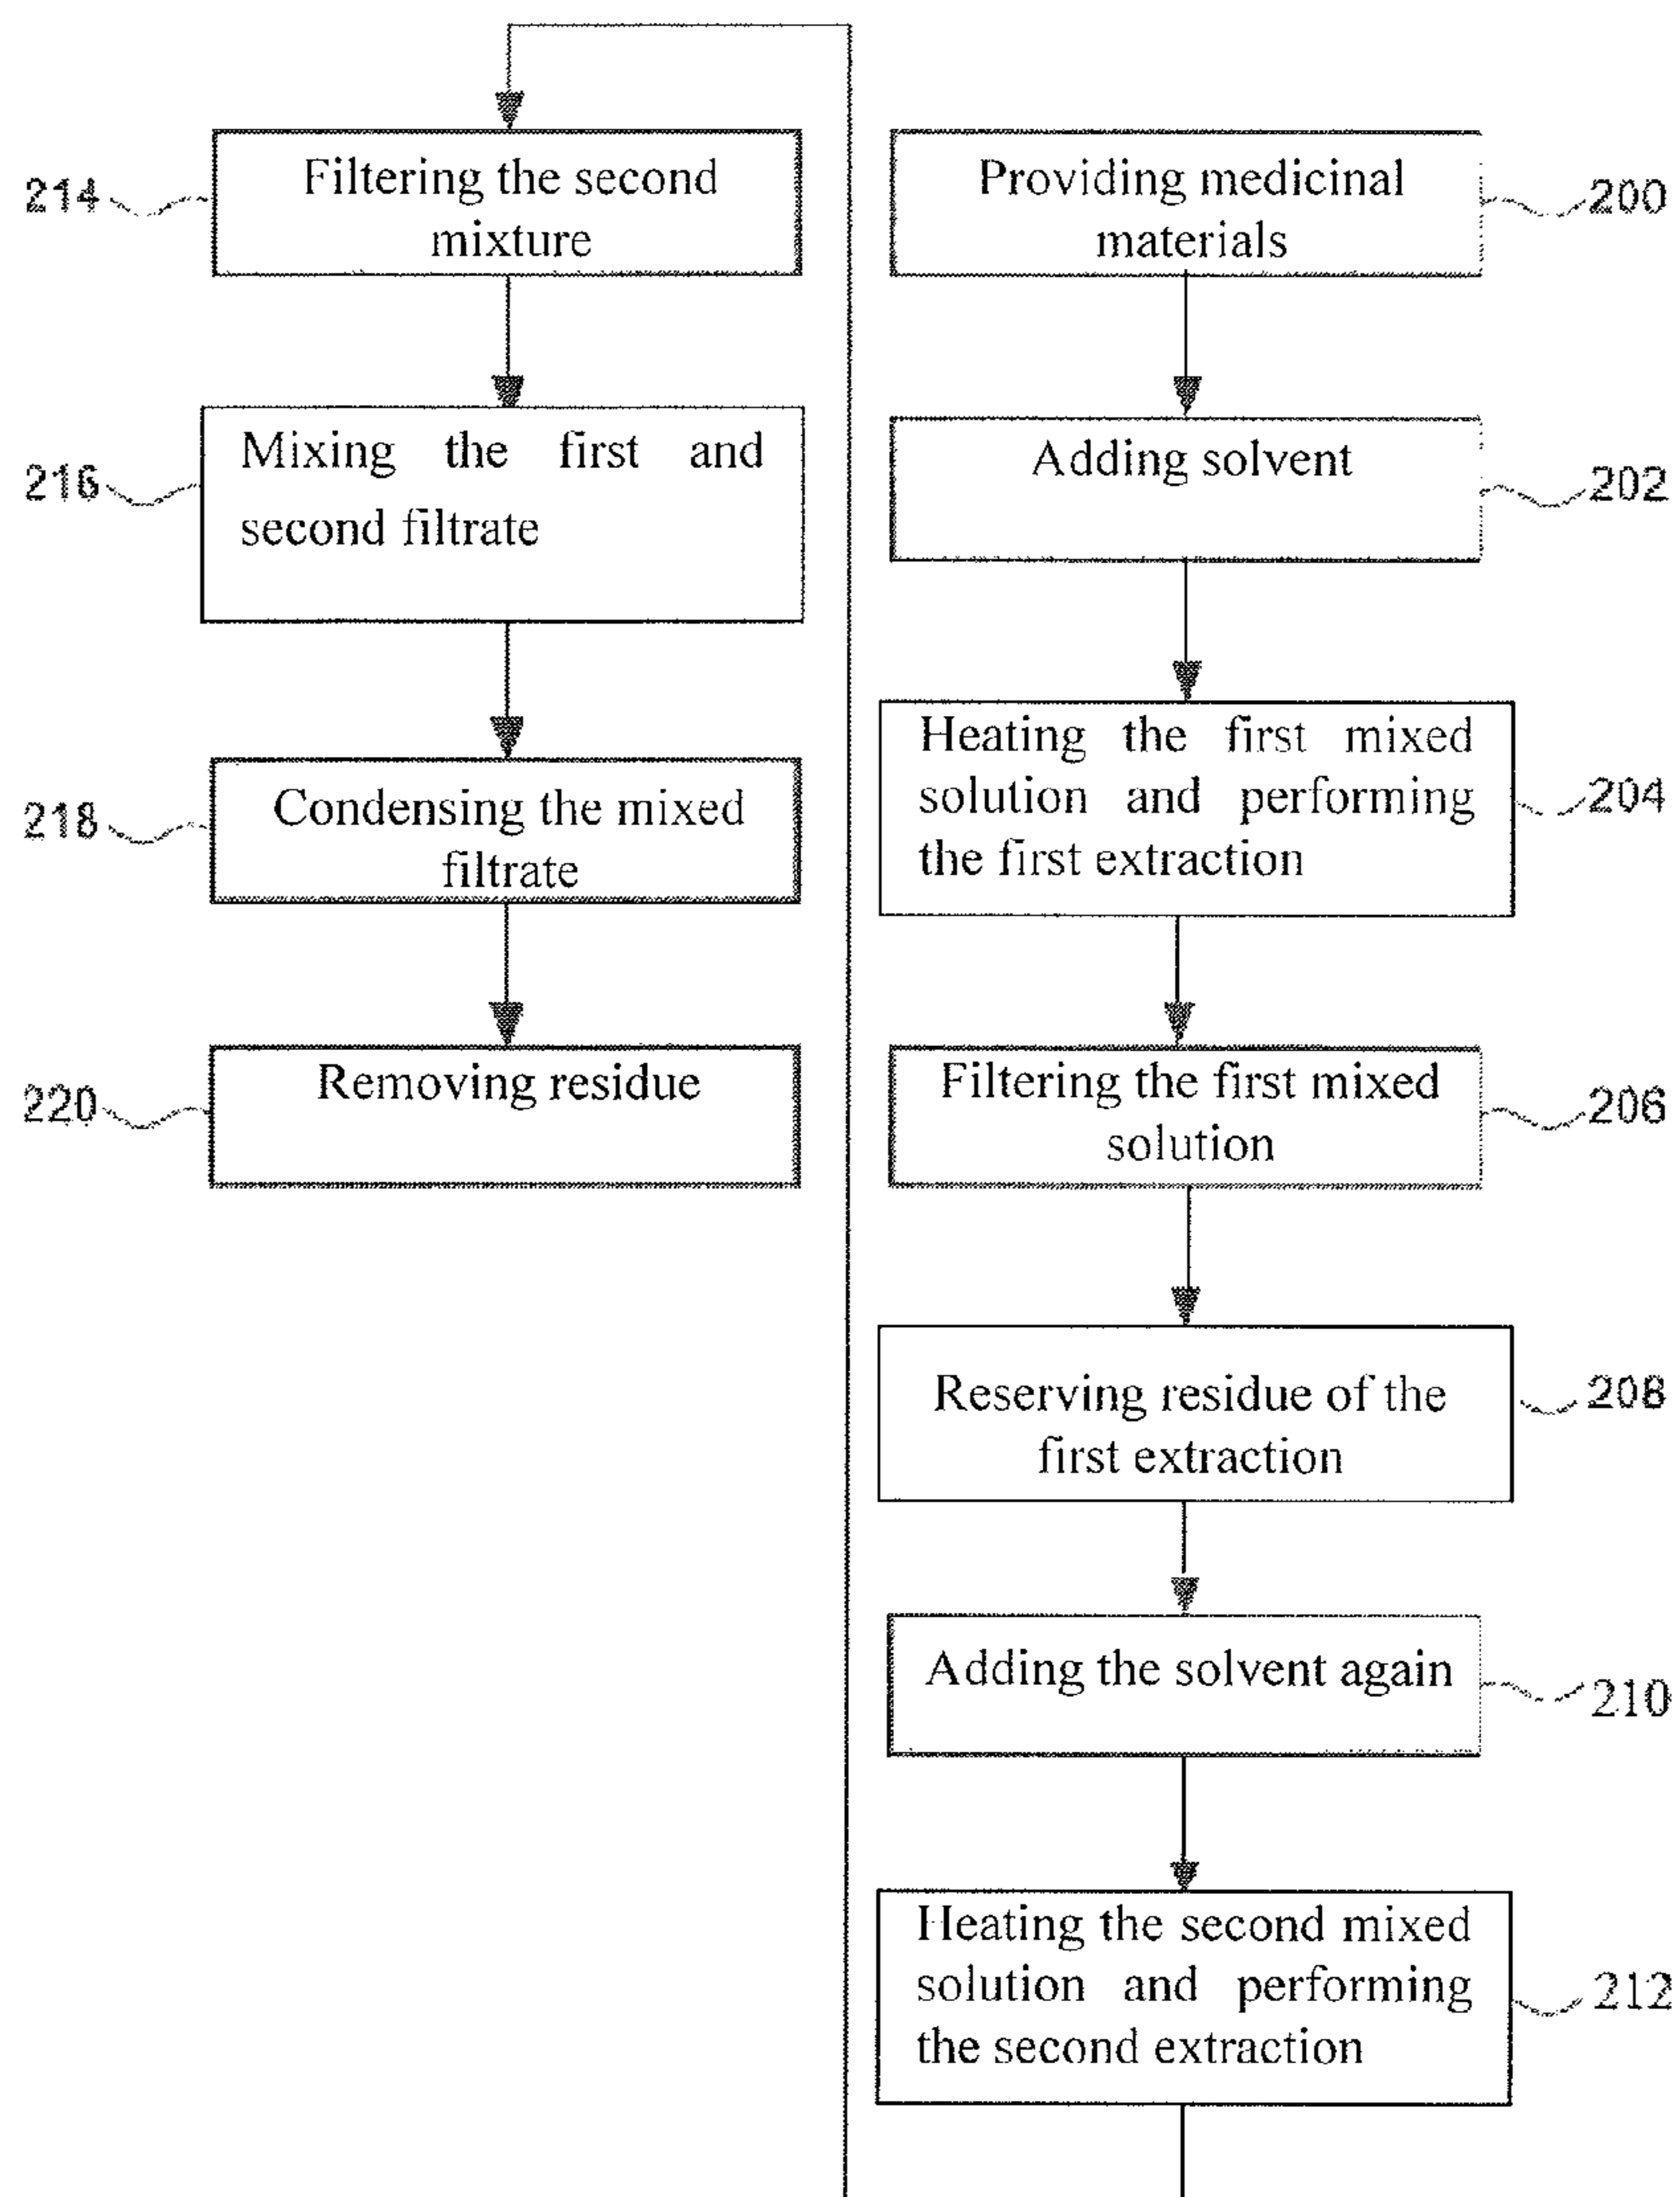 Providing medicinal
materials
200
Adding solvent
202
Heating the first mixed
solution and performing
the first extraction
204
Filtering the first mixed
solution
206
Reserving residue of the
first extraction
208
Adding the solvent again
210
Heating the second mixed
solution and performing
the second extraction
212
214
Filtering the second
mixture
216
Mixing the first and
second filtrate
218
Condensing the mixed
filtrate
220
Removing residue